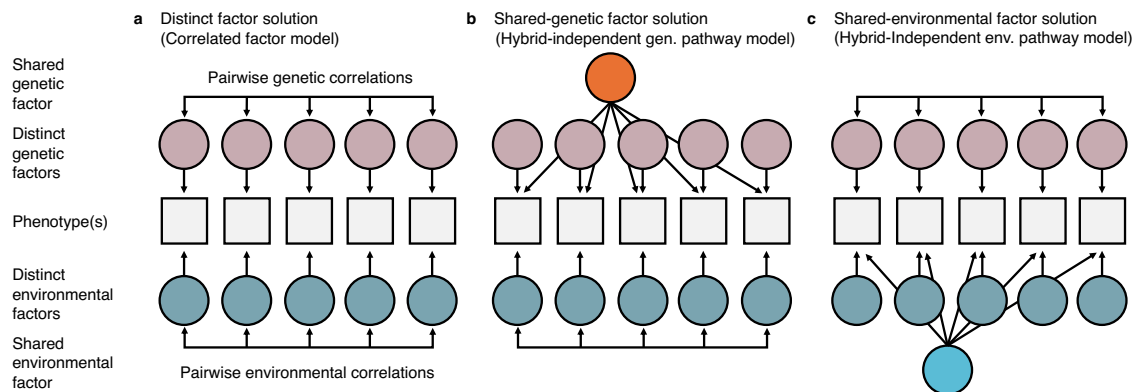 a Distinct factor solution
(Correlated factor model)
b Shared-genetic factor solution
(Hybrid-independent gen. pathway model)
c Shared-environmental factor solution
(Hybrid-Independent env. pathway model)
Shared
genetic
factor
Pairwise genetic correlations
Distinct
genetic
factors
Phenotype(s)
Distinct
environmental
factors
Shared
environmental
factor
Pairwise environmental correlations